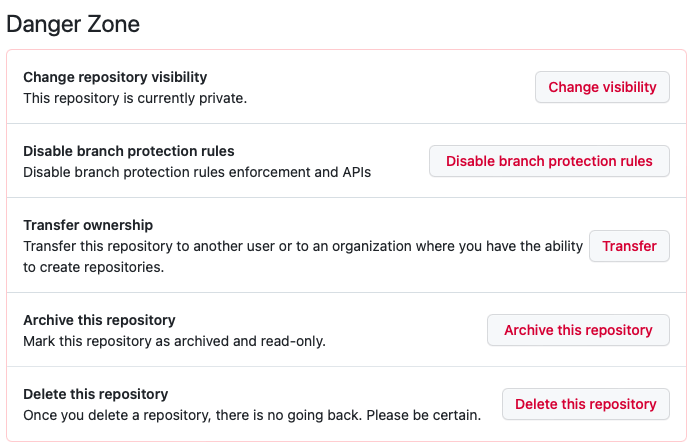 Danger Zone
Change repository visibility
This repository is currently private.
Change visibility
Disable branch protection rules
Disable branch protection rules enforcement and APIs
Disable branch protection rules
Transfer ownership
Transfer this repository to another user or to an organization where you have the ability
to create repositories.
Transfer
Archive this repository
Mark this repository as archived and read-only.
Archive this repository
Delete this repository
Once you delete a repository, there is no going back. Please be certain.
Delete this repository